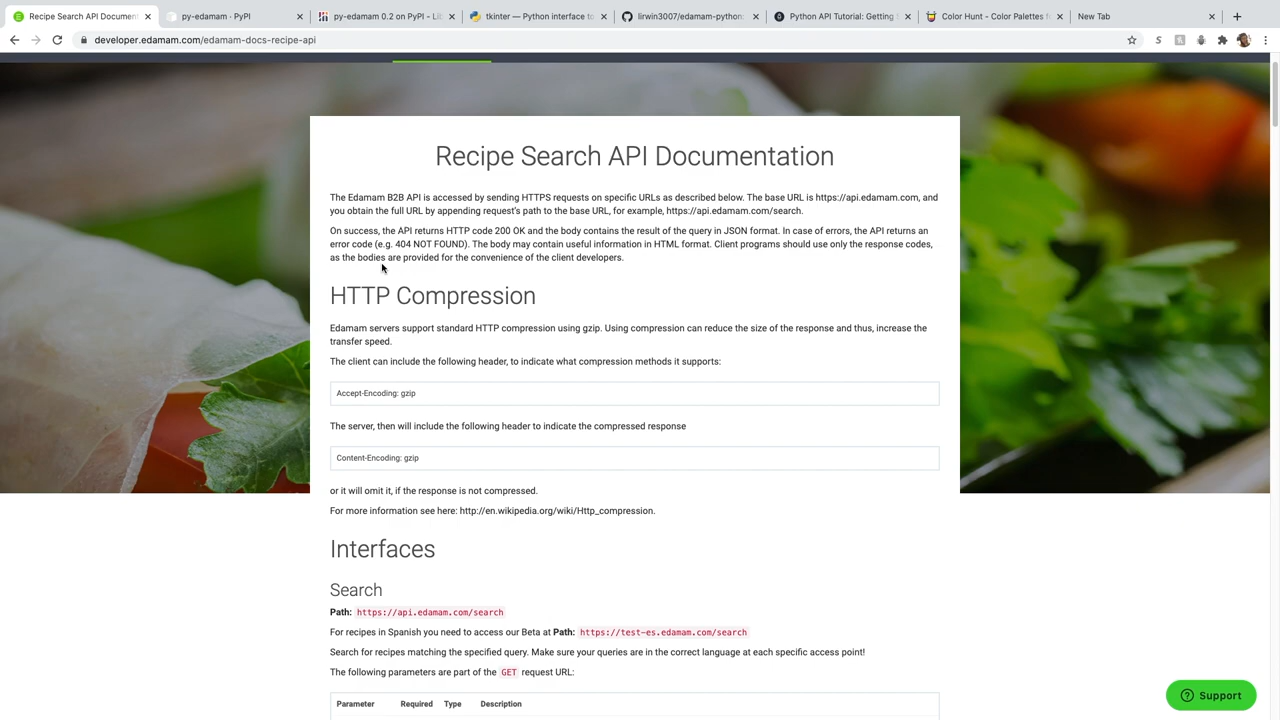 Recipe Search API Document
py-edamam · PyPI
py-edamam 0.2 on PyPI - Lib
tkinter — Python interface to
lirwin3007/edamam-python:
Python API Tutorial: Getting S
Color Hunt - Color Palettes f
New Tab
developer.edamam.com/edamam-docs-recipe-api
Recipe Search API Documentation
The Edamam B2B API is accessed by sending HTTPS requests on specific URLs as described below. The base URL is https://api.edamam.com, and
you obtain the full URL by appending request's path to the base URL, for example, https://api.edamam.com/search.
On success, the API returns HTTP code 200 OK and the body contains the result of the query in JSON format. In case of errors, the API returns an
error code (e.g. 404 NOT FOUND). The body may contain useful information in HTML format. Client programs should use only the response codes,
as the bodies are provided for the convenience of the client developers.
HTTP Compression
Edamam servers support standard HTTP compression using gzip. Using compression can reduce the size of the response and thus, increase the
transfer speed.
The client can include the following header, to indicate what compression methods it supports:
Accept-Encoding: gzip
The server, then will include the following header to indicate the compressed response
Content-Encoding: gzip
or it will omit it, if the response is not compressed.
For more information see here: http://en.wikipedia.org/wiki/Http_compression.
Interfaces
Search
Path: https://api.edamam.com/search
For recipes in Spanish you need to access our Beta at Path: https://test-es.edamam.com/search
Search for recipes matching the specified query. Make sure your queries are in the correct language at each specific access point!
The following parameters are part of the GET request URL:
Parameter Required Type Description
Support